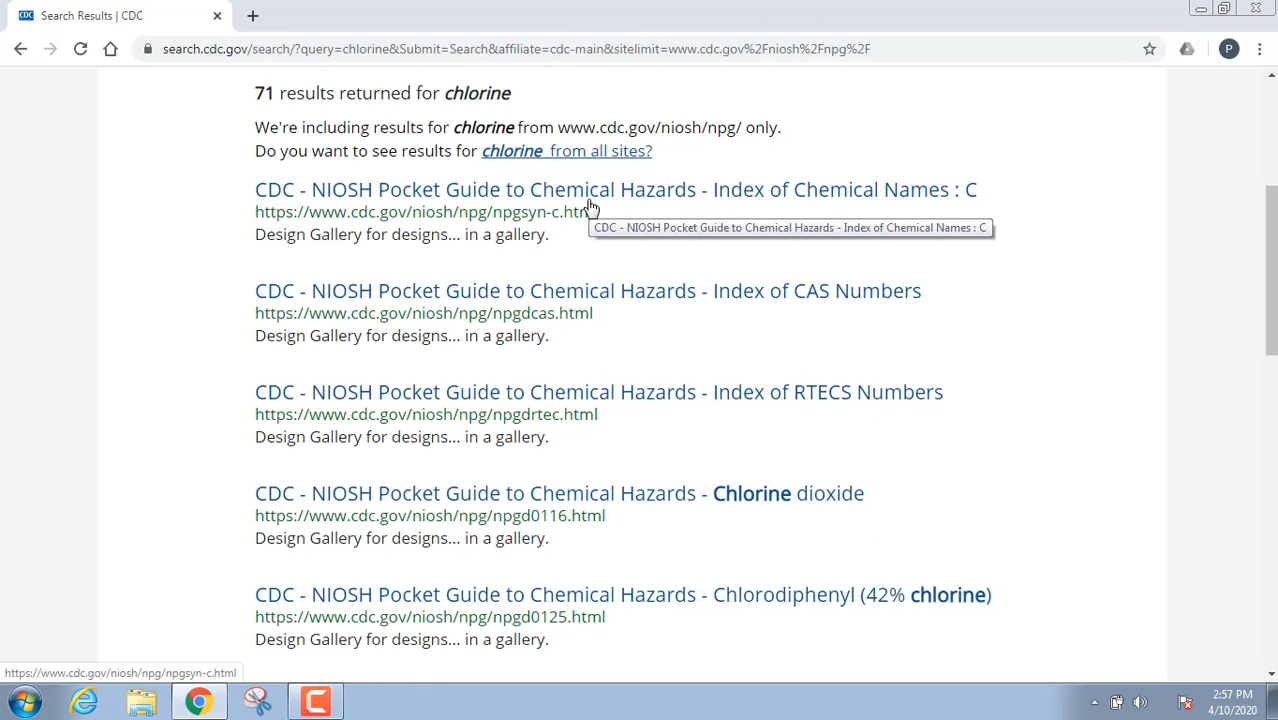 CDC
Search Results | CDC
search.cdc.gov/search/?query=chlorine&Submit=Search&affiliate=cdc-main&sitelimit=www.cdc.gov%2Fniosh%2Fnpg%2F
P
71 results returned for chlorine
We're including results for chlorine from www.cdc.gov/niosh/npg/ only.
Do you want to see results for chlorine from all sites?
CDC - NIOSH Pocket Guide to Chemical Hazards - Index of Chemical Names : C
https://www.cdc.gov/niosh/npg/npgsyn-c.htm
CDC - NIOSH Pocket Guide to Chemical Hazards - Index of Chemical Names : C
Design Gallery for designs... in a gallery.
CDC - NIOSH Pocket Guide to Chemical Hazards - Index of CAS Numbers
https://www.cdc.gov/niosh/npg/npgdcas.html
Design Gallery for designs... in a gallery.
CDC - NIOSH Pocket Guide to Chemical Hazards - Index of RTECS Numbers
https://www.cdc.gov/niosh/npg/npgdrtec.html
Design Gallery for designs... in a gallery.
CDC - NIOSH Pocket Guide to Chemical Hazards - Chlorine dioxide
https://www.cdc.gov/niosh/npg/npgd0116.html
Design Gallery for designs... in a gallery.
CDC - NIOSH Pocket Guide to Chemical Hazards - Chlorodiphenyl (42% chlorine)
https://www.cdc.gov/niosh/npg/npgd0125.html
Design Gallery for designs... in a gallery.
https://www.cdc.gov/niosh/npg/npgsyn-c.html
2:57 PM
4/10/2020